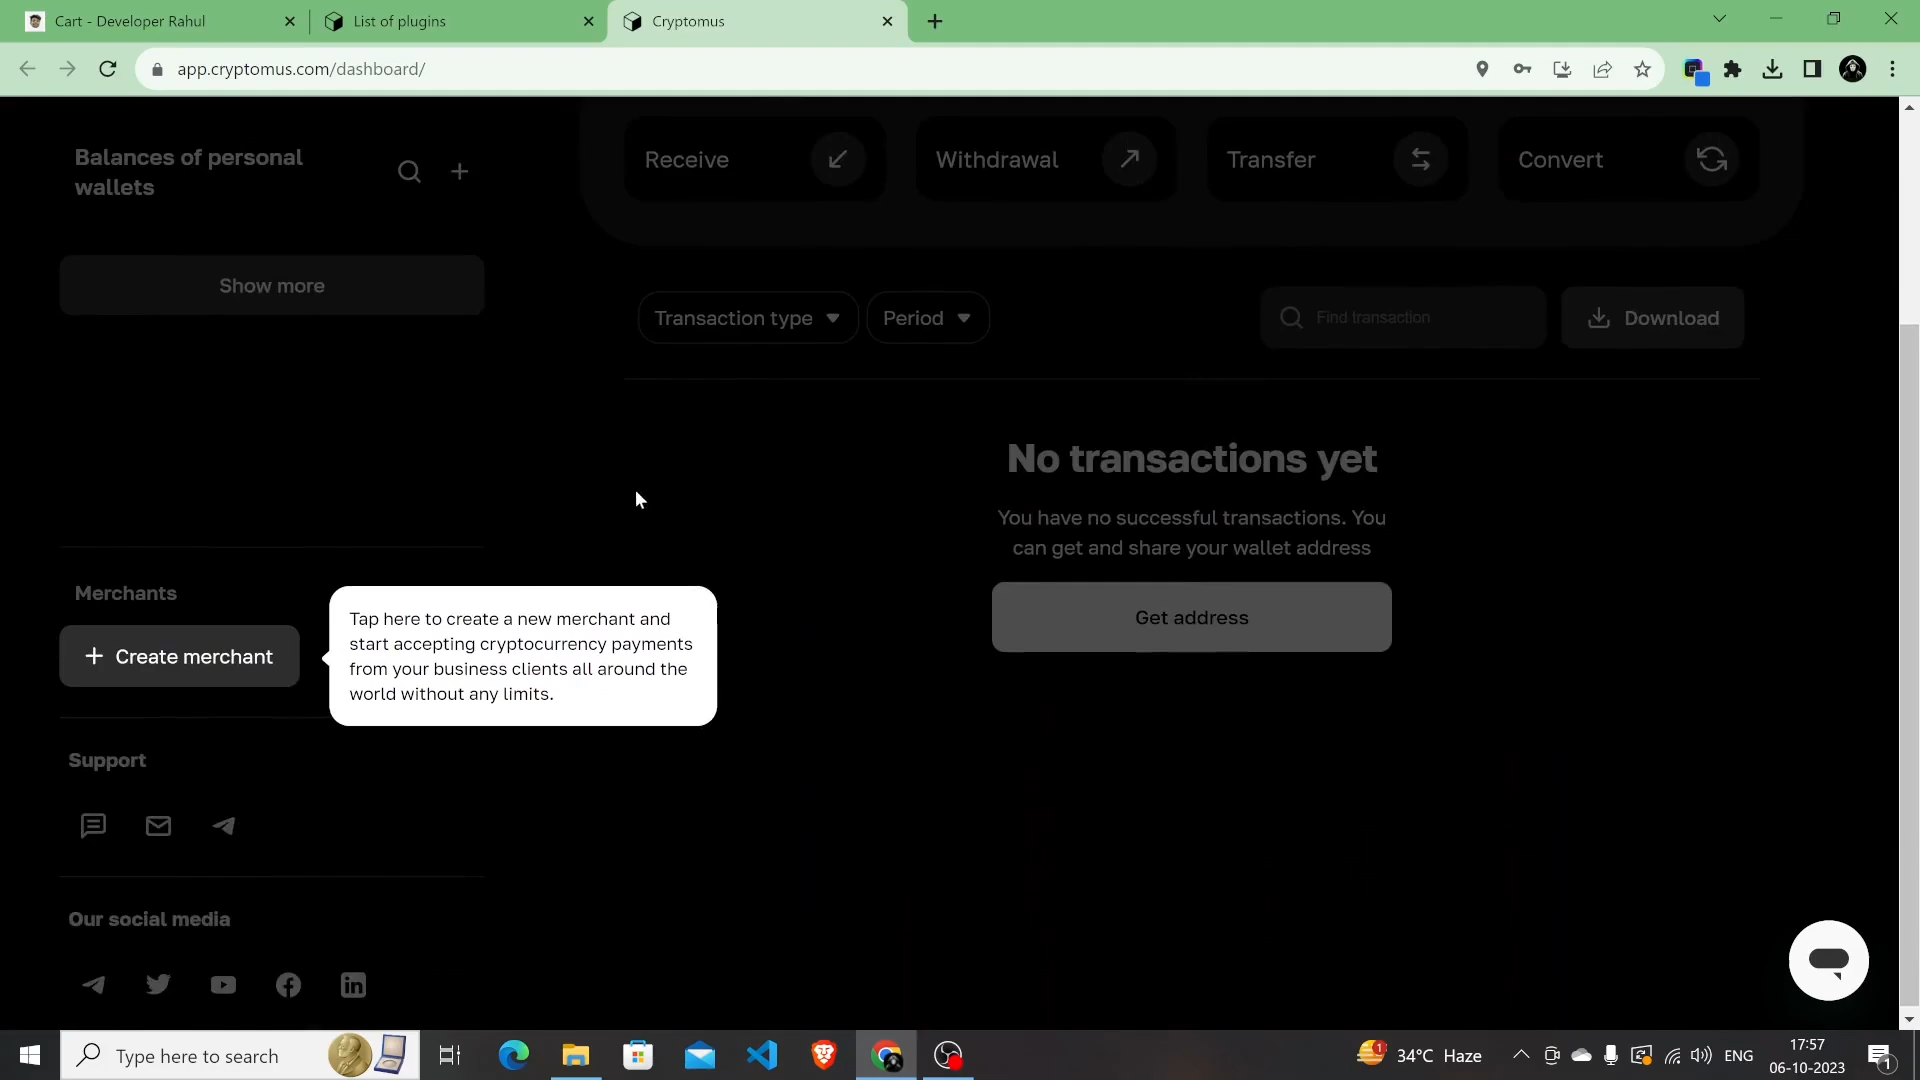 Cart - Developer Rahul
List of plugins
Cryptomus
app.cryptomus.com/dashboard/
Balances of personal
wallets
Show more
Receive
Withdrawal
Transfer
Convert
Transaction type
Period
Find transaction
Download
No transactions yet
You have no successful transactions. You
can get and share your wallet address
Get address
Merchants
+ Create merchant
Tap here to create a new merchant and
start accepting cryptocurrency payments
from your business clients all around the
world without any limits.
Support
Our social media
Type here to search
1
34°C Haze
ENG
17:57
06-10-2023
1